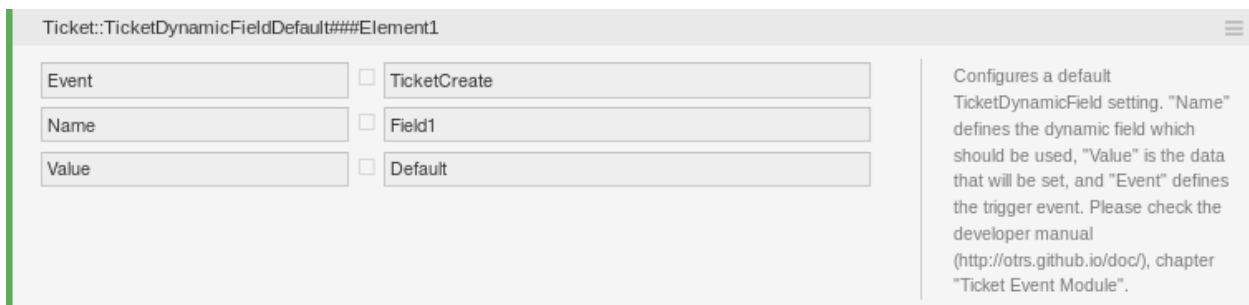 Ticket::TicketDynamicFieldDefault###Element1
Event
TicketCreate
Name
Field1
Value
Default
Configures a default
TicketDynamicField setting. "Name"
defines the dynamic field which
should be used, "Value" is the data
that will be set, and "Event" defines
the trigger event. Please check the
developer manual
(http://otrs.github.io/doc/), chapter
"Ticket Event Module".